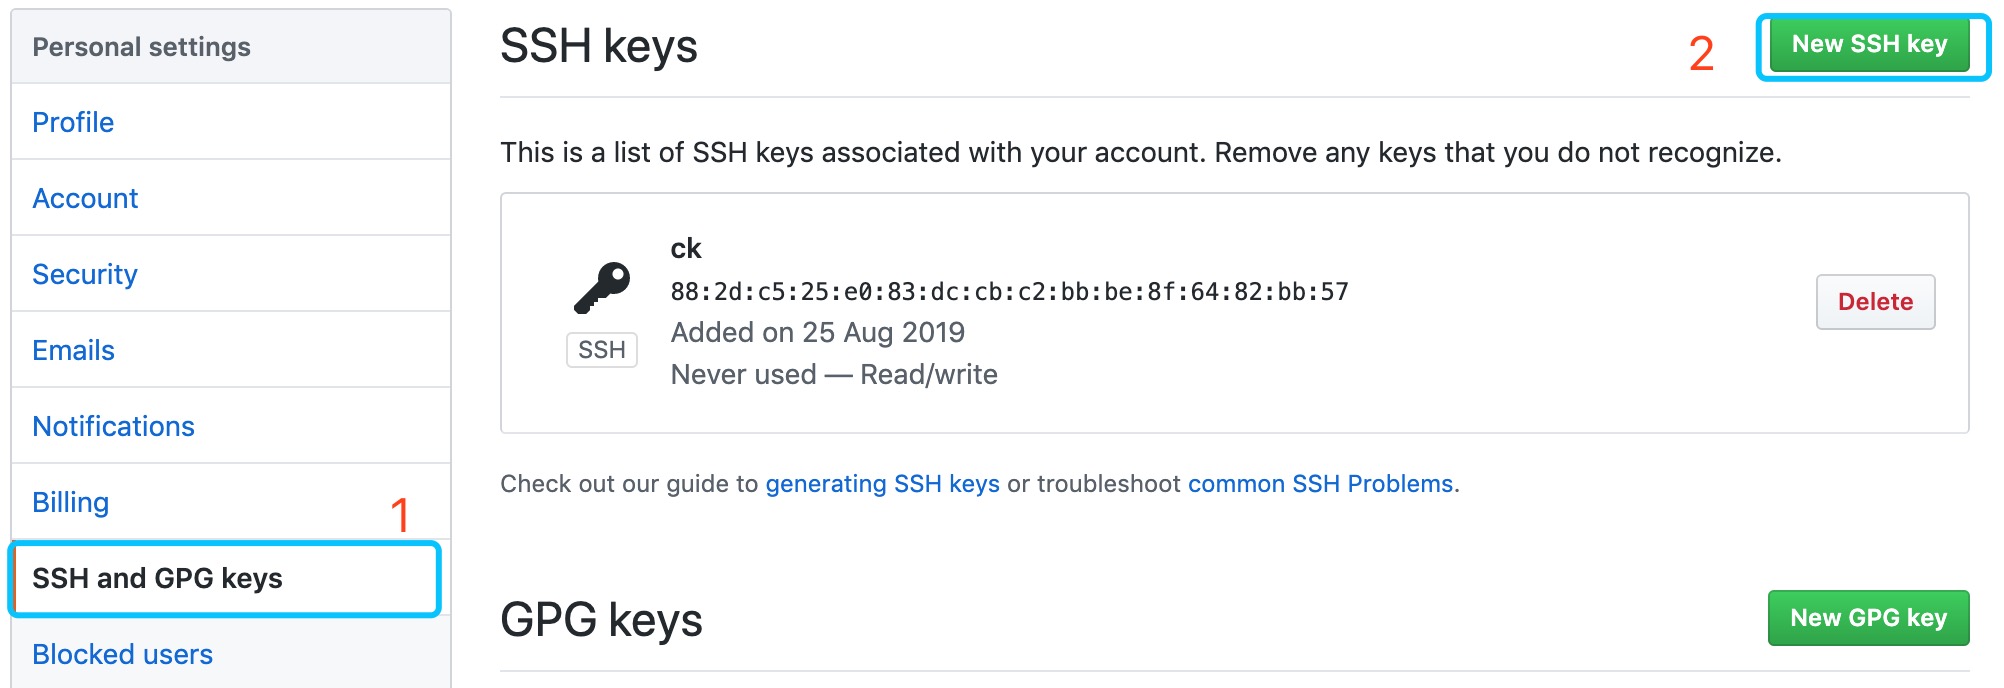 Personal settings
Profile
Account
Security
Emails
Notifications
Billing
1
SSH and GPG keys
Blocked users
SSH keys
2
New SSH key
This is a list of SSH keys associated with your account. Remove any keys that you do not recognize.
ck
88:2d:c5:25:e0:83:dc:cb:c2:bb:be:8f:64:82:bb:57
SSH
Added on 25 Aug 2019
Never used — Read/write
Delete
Check out our guide to generating SSH keys or troubleshoot common SSH Problems.
GPG keys
New GPG key